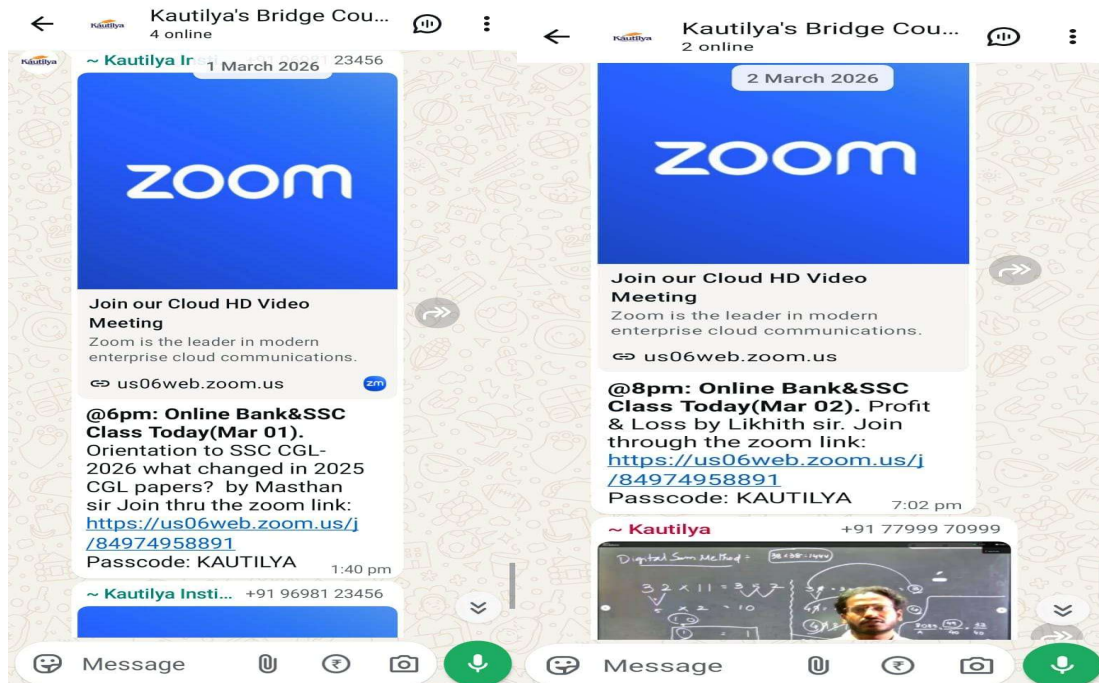 Kautilya's Bridge Cou...
4 online
Kautilya
~ Kautilya In
1 March 2026
23456
zoom
Join our Cloud HD Video
Meeting
Zoom is the leader in modern
enterprise cloud communications.
us06web.zoom.us
zm
@6pm: Online Bank&SSC
Class Today(Mar 01).
Orientation to SSC CGL-
2026 what changed in 2025
CGL papers? by Masthan
sir Join thru the zoom link:
https://us06web.zoom.us/j
/84974958891
Passcode: KAUTILYA
1:40 pm
~ Kautilya Insti... +91 96981 23456
Message
Kautilya's Bridge Cou...
2 online
Kautilya
2 March 2026
zoom
Join our Cloud HD Video
Meeting
Zoom is the leader in modern
enterprise cloud communications.
us06web.zoom.us
@8pm: Online Bank&SSC
Class Today(Mar 02). Profit
& Loss by Likhith sir. Join
through the zoom link:
https://us06web.zoom.us/j
/84974958891
Passcode: KAUTILYA
7:02 pm
~ Kautilya +91 77999 70999
Digital Sum Method =
32 × 11 = 352
5 × 2 = 10
Message